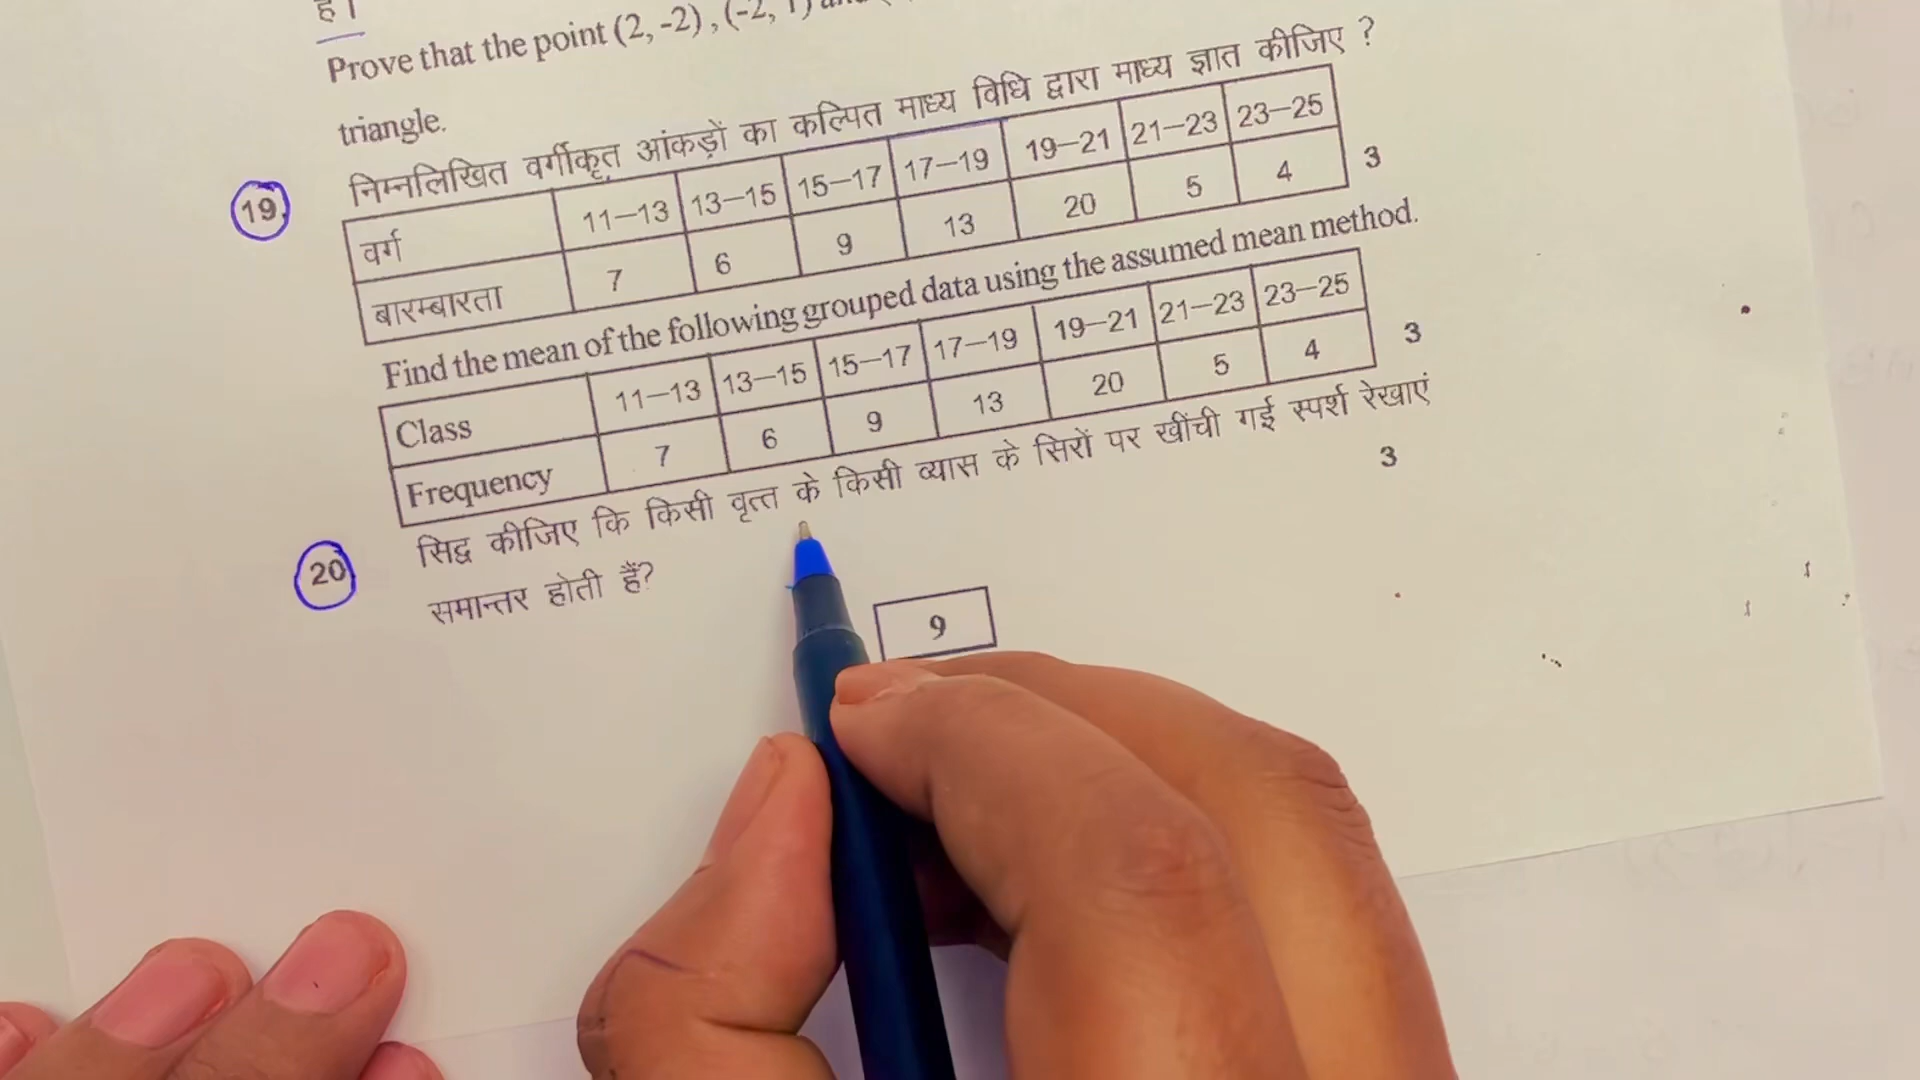 है।
Prove that the point (2, -2), (-2, 1)
triangle.
निम्नलिखित वर्गीकृत आंकड़ों का कल्पित माध्य विधि द्वारा माध्य ज्ञात कीजिए ?
19.
वर्ग 11–13 13–15 15–17 17–19 19–21 21–23 23–25
बारम्बारता 7 6 9 13 20 5 4
3
Find the mean of the following grouped data using the assumed mean method.
Class 11–13 13–15 15–17 17–19 19–21 21–23 23–25
Frequency 7 6 9 13 20 5 4
3
20 सिद्व कीजिए कि किसी वृत्त के किसी व्यास के सिरों पर खींची गई स्पर्श रेखाएं
समान्तर होती हैं?
3
9